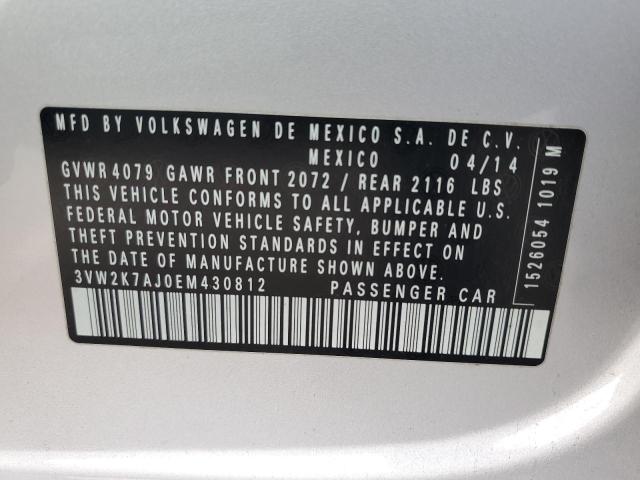 MFD BY VOLKSWAGEN DE MEXICO S.A. DE C.V.
MEXICO 04/14
GVWR 4079 GAWR FRONT 2072 / REAR 2116 LBS
THIS VEHICLE CONFORMS TO ALL APPLICABLE U.S.
FEDERAL MOTOR VEHICLE SAFETY, BUMPER AND
THEFT PREVENTION STANDARDS IN EFFECT ON
THE DATE OF MANUFACTURE SHOWN ABOVE.
3VW2K7AJ0EM430812 PASSENGER CAR
1526054 1019 M